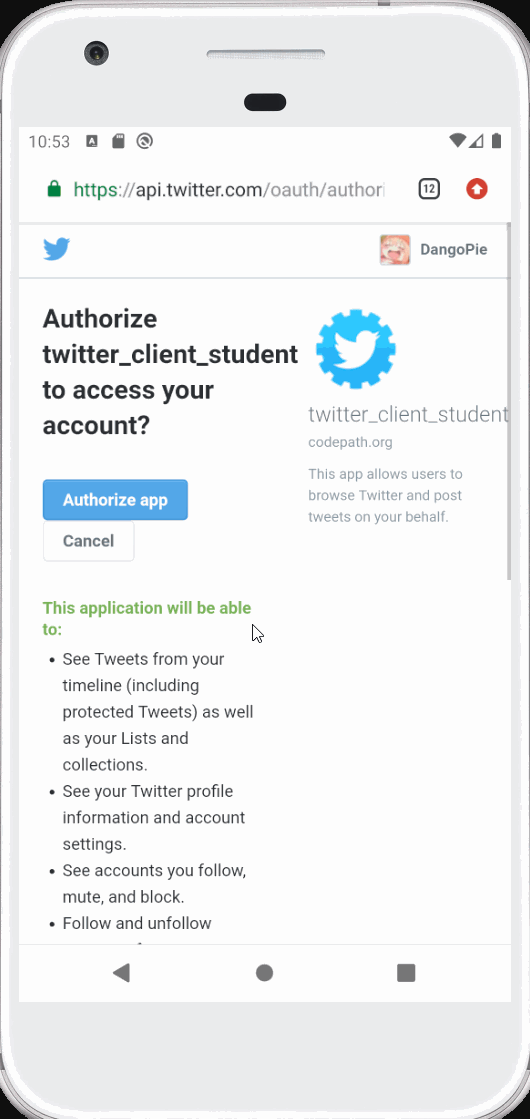 10:53
https://api.twitter.com/oauth/authori
12
DangoPie
Authorize
twitter_client_student
to access your
account?
twitter_client_student
codepath.org
This app allows users to
browse Twitter and post
tweets on your behalf.
Authorize app
Cancel
This application will be able
to:
• See Tweets from your
timeline (including
protected Tweets) as well
as your Lists and
collections.
• See your Twitter profile
information and account
settings.
• See accounts you follow,
mute, and block.
• Follow and unfollow